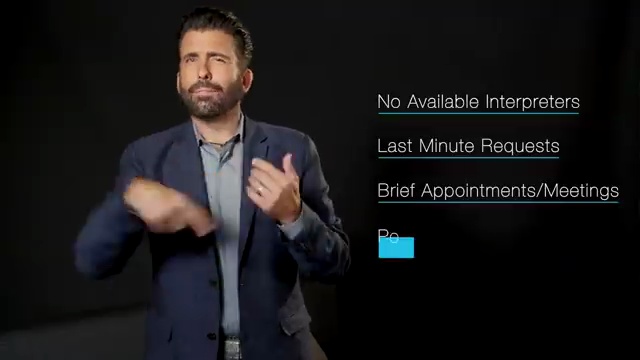 No Available Interpreters
Last Minute Requests
Brief Appointments/Meetings